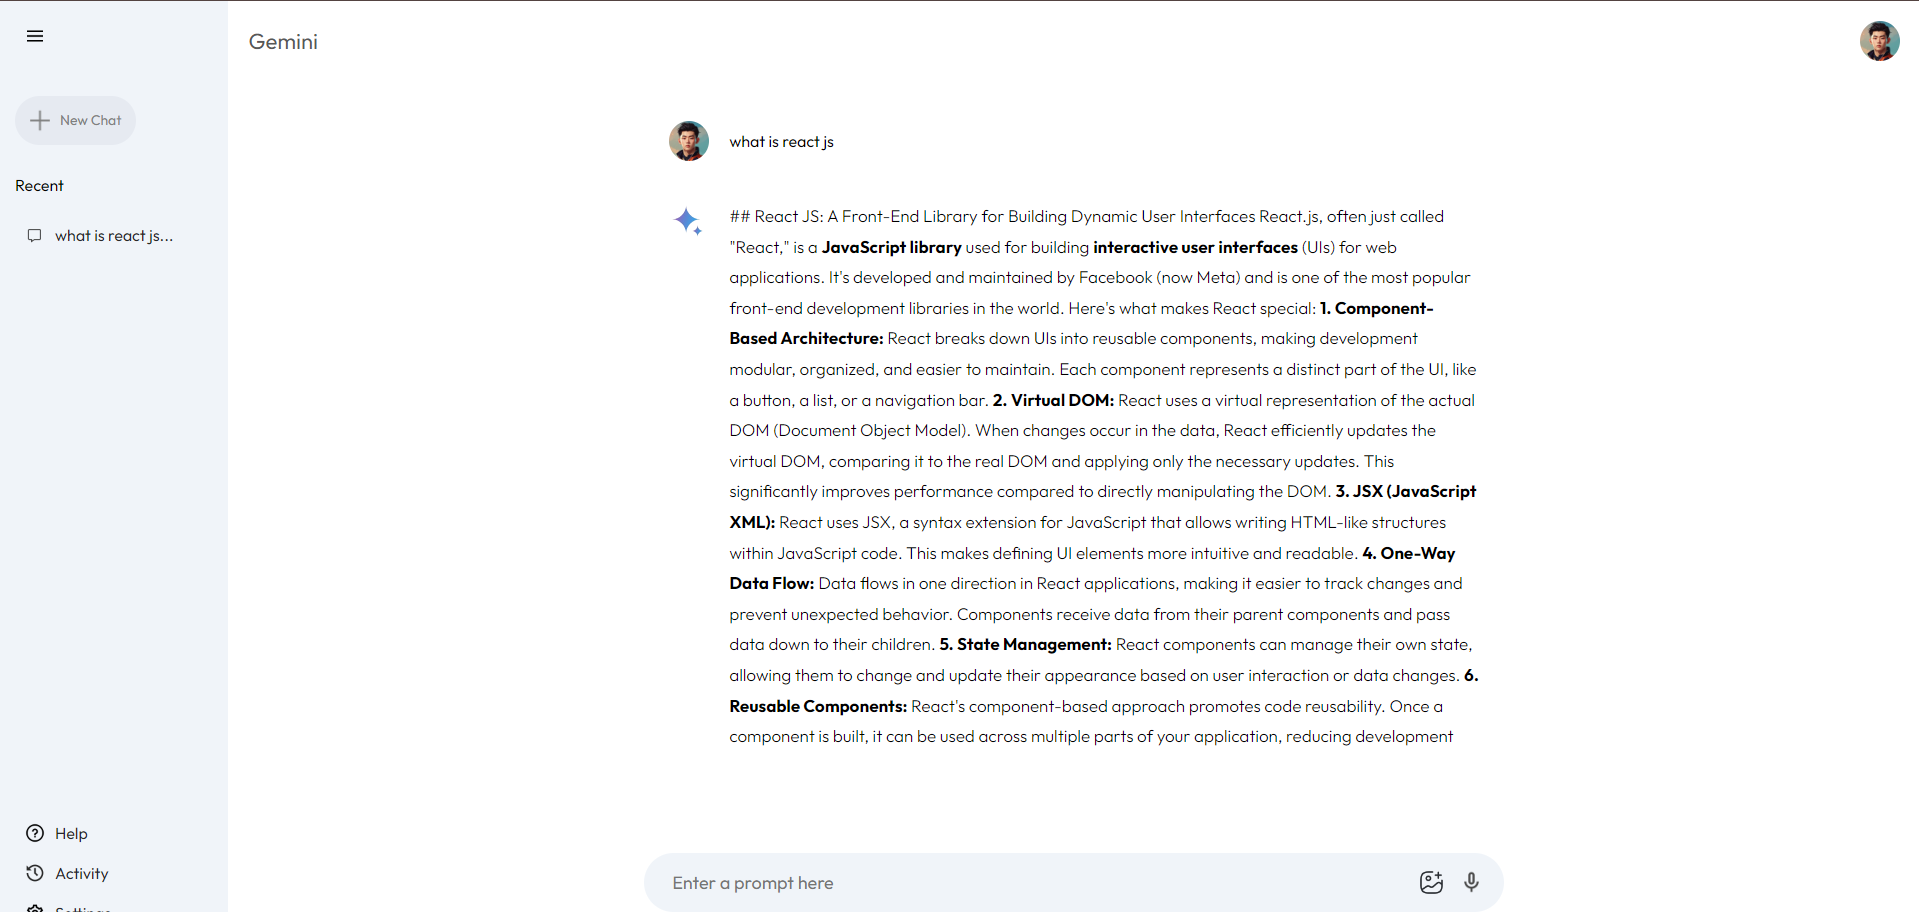 Gemini
New Chat
Recent
what is react js...
what is react js
## React JS: A Front-End Library for Building Dynamic User Interfaces React.js, often just called
"React," is a JavaScript library used for building interactive user interfaces (UIs) for web
applications. It's developed and maintained by Facebook (now Meta) and is one of the most popular
front-end development libraries in the world. Here's what makes React special: 1. Component-
Based Architecture: React breaks down UIs into reusable components, making development
modular, organized, and easier to maintain. Each component represents a distinct part of the UI, like
a button, a list, or a navigation bar. 2. Virtual DOM: React uses a virtual representation of the actual
DOM (Document Object Model). When changes occur in the data, React efficiently updates the
virtual DOM, comparing it to the real DOM and applying only the necessary updates. This
significantly improves performance compared to directly manipulating the DOM. 3. JSX (JavaScript
XML): React uses JSX, a syntax extension for JavaScript that allows writing HTML-like structures
within JavaScript code. This makes defining UI elements more intuitive and readable. 4. One-Way
Data Flow: Data flows in one direction in React applications, making it easier to track changes and
prevent unexpected behavior. Components receive data from their parent components and pass
data down to their children. 5. State Management: React components can manage their own state,
allowing them to change and update their appearance based on user interaction or data changes. 6.
Reusable Components: React's component-based approach promotes code reusability. Once a
component is built, it can be used across multiple parts of your application, reducing development
Help
Activity
Settings
Enter a prompt here